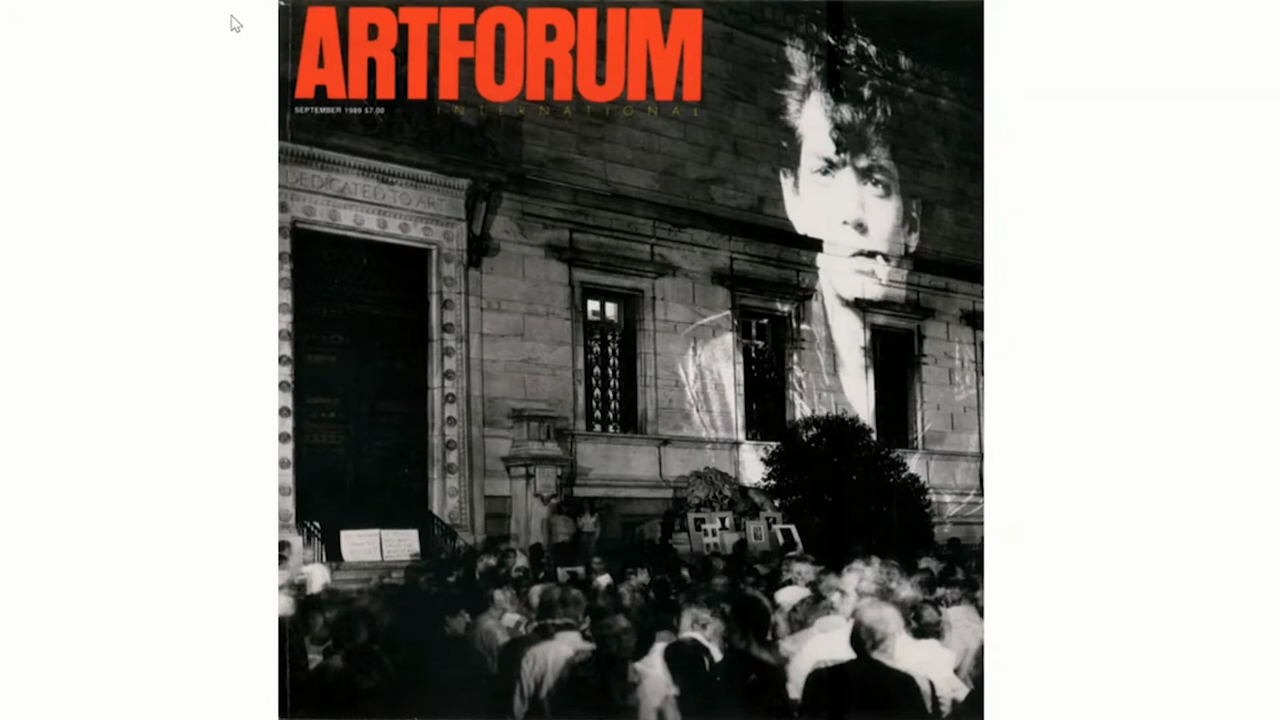 ARTFORUM
SEPTEMBER 1989 $7.00
INTERNATIONAL
DEDICATED TO ART